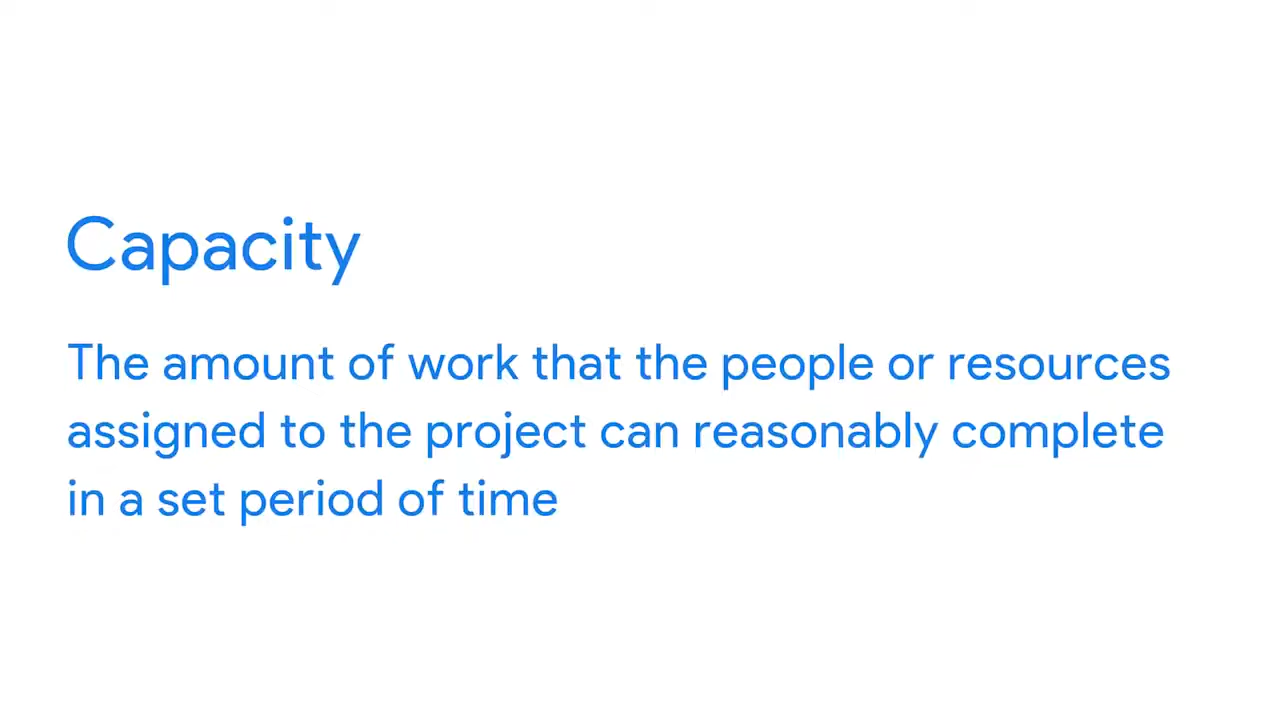 Capacity
The amount of work that the people or resources
assigned to the project can reasonably complete
in a set period of time